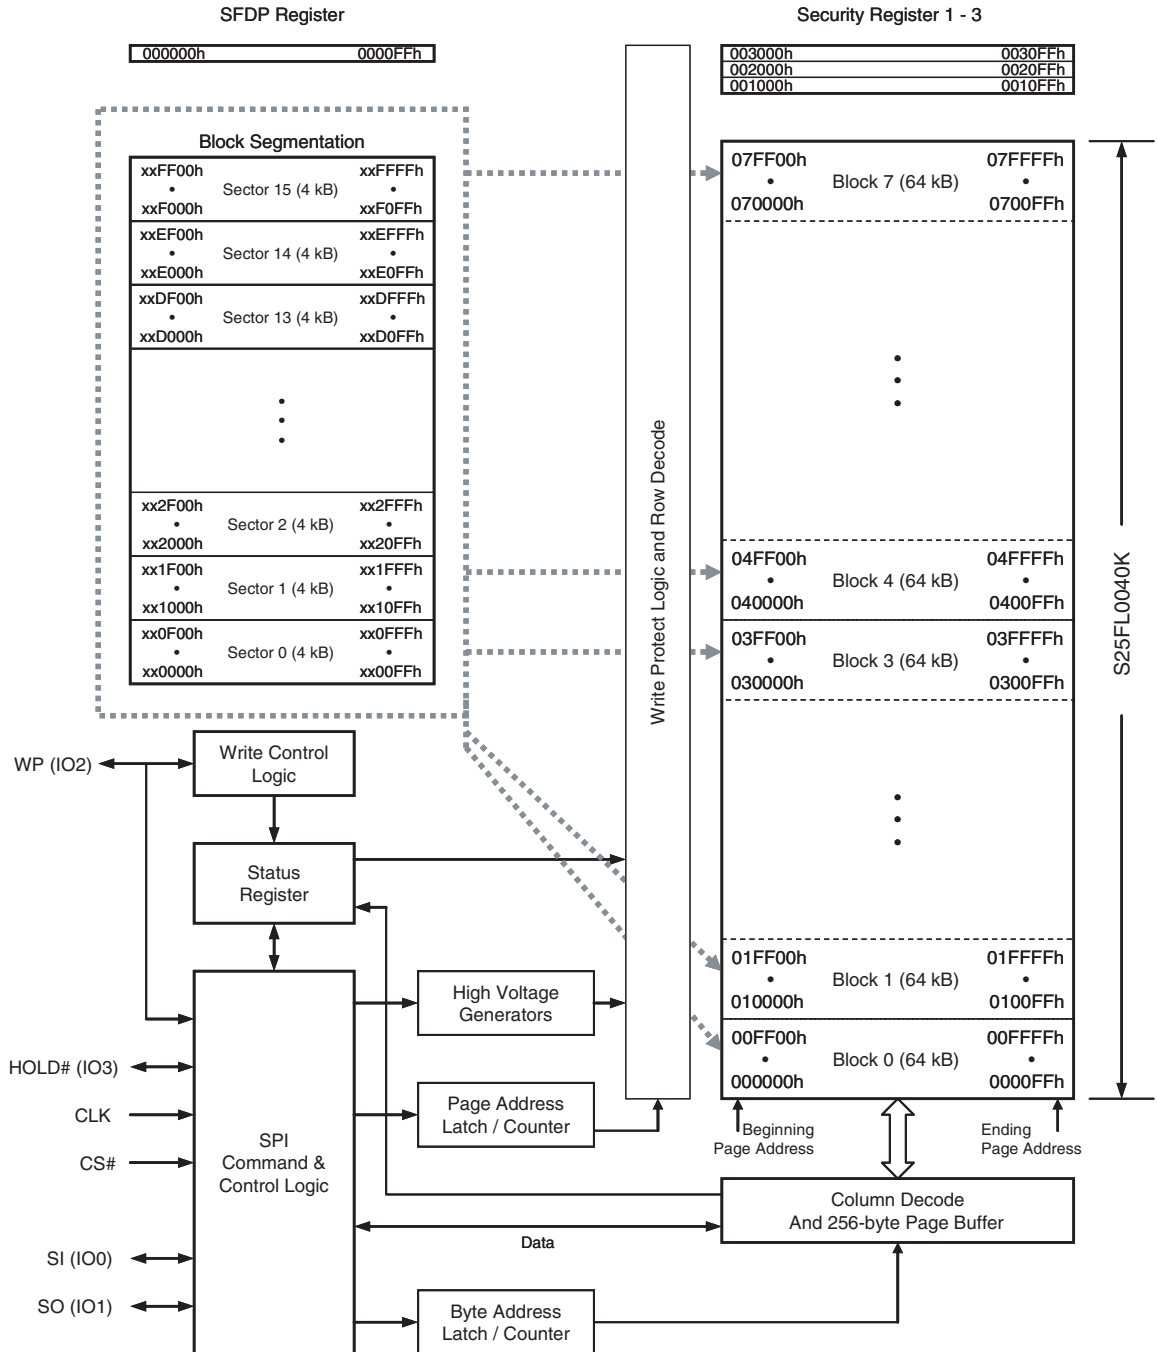 SFDP Register
000000h 0000FFh
Security Register 1 - 3
003000h 0030FFh
002000h 0020FFh
001000h 0010FFh
Block Segmentation
xxFF00h xxFFFFh
Sector 15 (4 kB)
xxF000h xxF0FFh
xxEF00h xxEFFFh
Sector 14 (4 kB)
xxE000h xxE0FFh
xxDF00h xxDFFFh
Sector 13 (4 kB)
xxD000h xxD0FFh
xx2F00h xx2FFFh
Sector 2 (4 kB)
xx2000h xx20FFh
xx1F00h xx1FFFh
Sector 1 (4 kB)
xx1000h xx10FFh
xx0F00h xx0FFFh
Sector 0 (4 kB)
xx0000h xx00FFh
Write Protect Logic and Row Decode
07FF00h 07FFFFh
Block 7 (64 kB)
070000h 0700FFh
04FF00h 04FFFFh
Block 4 (64 kB)
040000h 0400FFh
03FF00h 03FFFFh
Block 3 (64 kB)
030000h 0300FFh
01FF00h 01FFFFh
Block 1 (64 kB)
010000h 0100FFh
00FF00h 00FFFFh
Block 0 (64 kB)
000000h 0000FFh
S25FL0040K
Beginning
Page Address
Ending
Page Address
WP (IO2)
Write Control
Logic
Status
Register
High Voltage
Generators
HOLD# (IO3)
CLK
CS#
SI (IO0)
SO (IO1)
SPI
Command &
Control Logic
Page Address
Latch / Counter
Column Decode
And 256-byte Page Buffer
Data
Byte Address
Latch / Counter